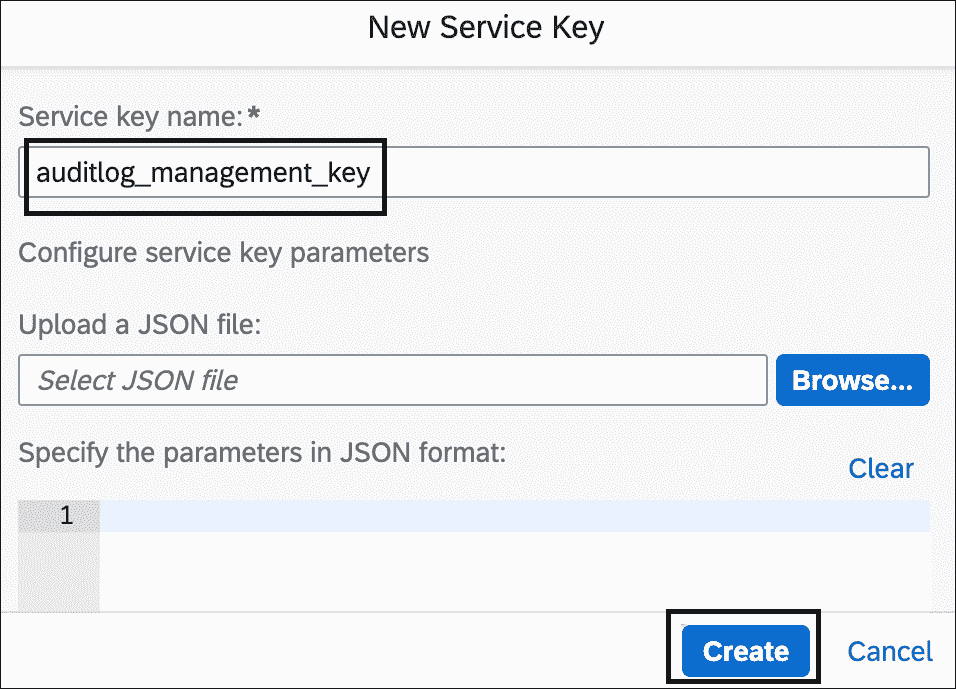 New Service Key
Service key name:*
auditlog_management_key
Configure service key parameters
Upload a JSON file:
Select JSON file
Browse...
Specify the parameters in JSON format:
Clear
1
Create
Cancel